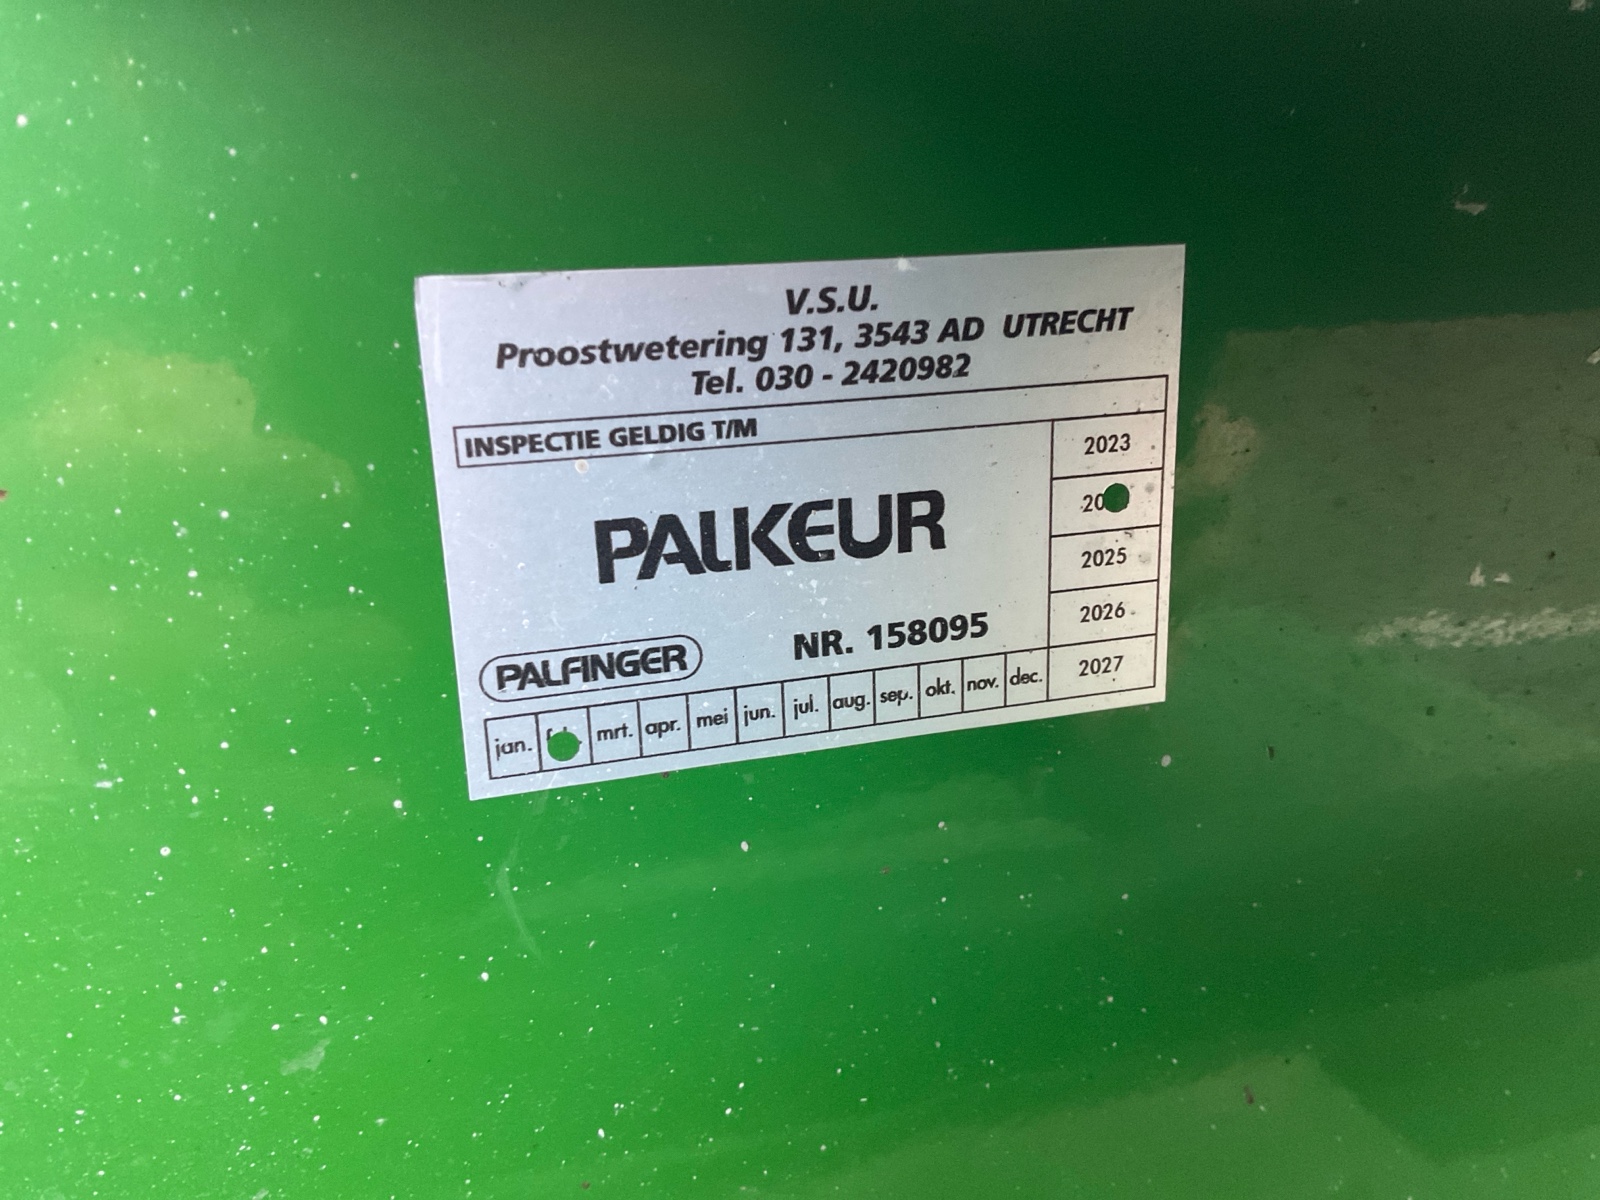 V.S.U.
Proostwetering 131, 3543 AD UTRECHT
Tel. 030 - 2420982
INSPECTIE GELDIG T/M
2023
20
PALKEUR
2025
2026
NR. 158095
PALFINGER
2027
jan. mrt. apr. mei jun. jul. aug. sep. okt. nov. dec.